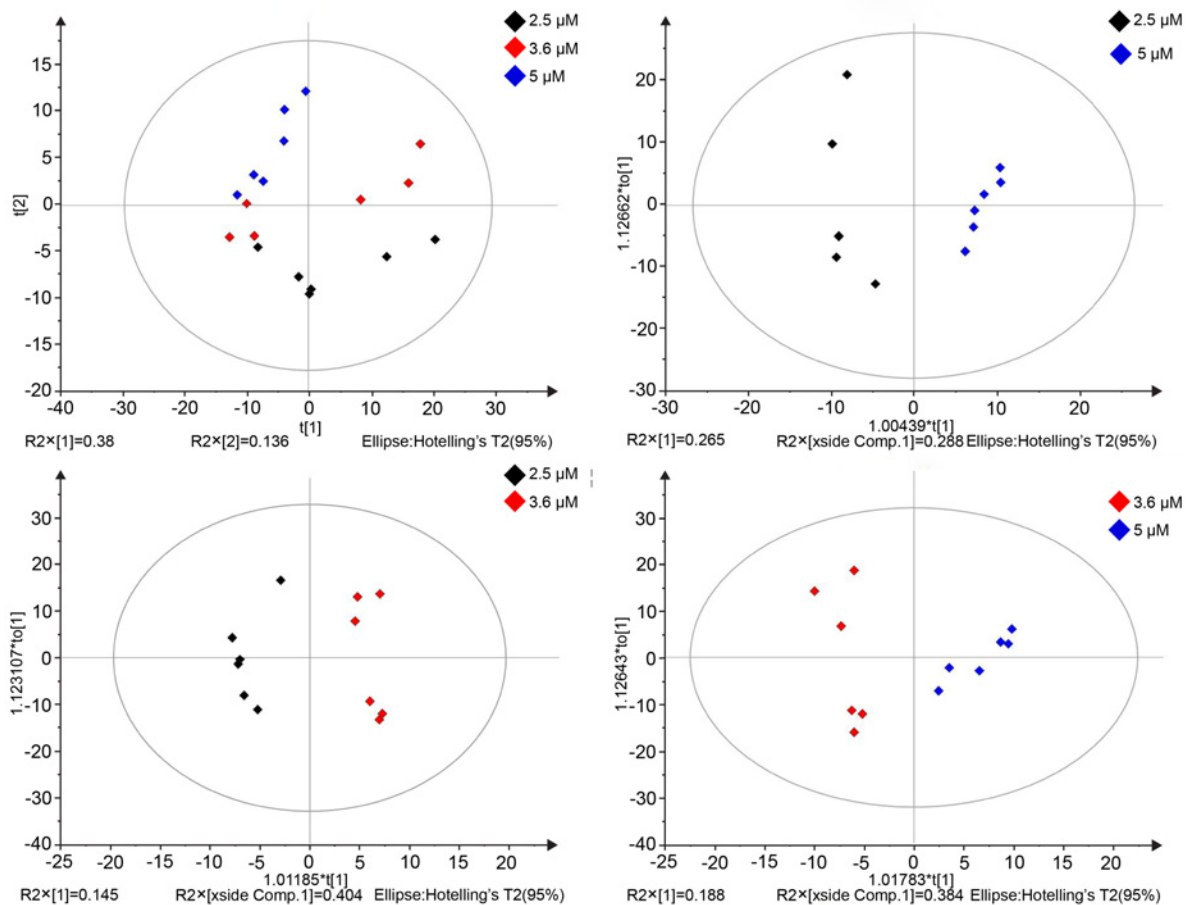 2.5 µM
3.6 µM
5 µM
15
10
5
0
-5
-10
-15
-20
t[2]
-40 -30 -20 -10 0 10 20 30
t[1]
R2×[1]=0.38 R2×[2]=0.136 Ellipse:Hotelling's T2(95%)
2.5 µM
5 µM
20
10
0
-10
-20
-30
1.12662*to[1]
-30 -20 -10 0 10 20
1.00439*t[1]
R2×[1]=0.265 R2×[xside Comp.1]=0.288 Ellipse:Hotelling's T2(95%)
2.5 µM
3.6 µM
30
20
10
0
-10
-20
-30
-40
1.123107*to[1]
-25 -20 -15 -10 -5 0 5 10 15 20
1.01185*t[1]
R2×[1]=0.145 R2×[xside Comp.1]=0.404 Ellipse:Hotelling's T2(95%)
3.6 µM
5 µM
30
20
10
0
-10
-20
-30
-40
1.12643*to[1]
-25 -20 -15 -10 -5 0 5 10 15 20
1.01783*t[1]
R2×[1]=0.188 R2×[xside Comp.1]=0.384 Ellipse:Hotelling's T2(95%)